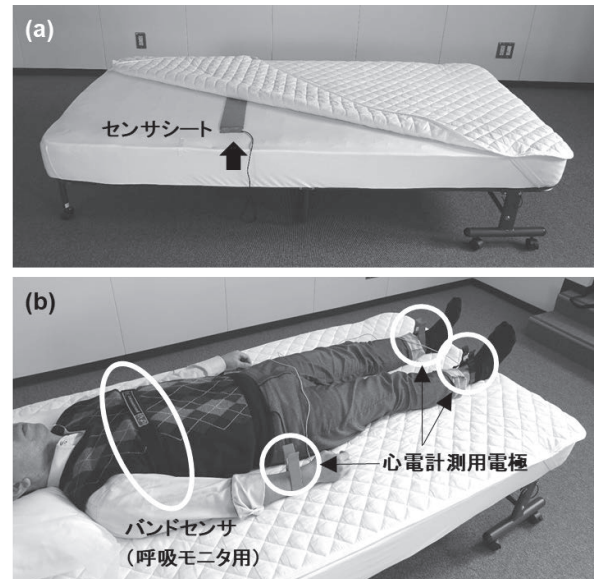 (a)
センサシート
(b)
心電計測用電極
バンドセンサ
（呼吸モニタ用）